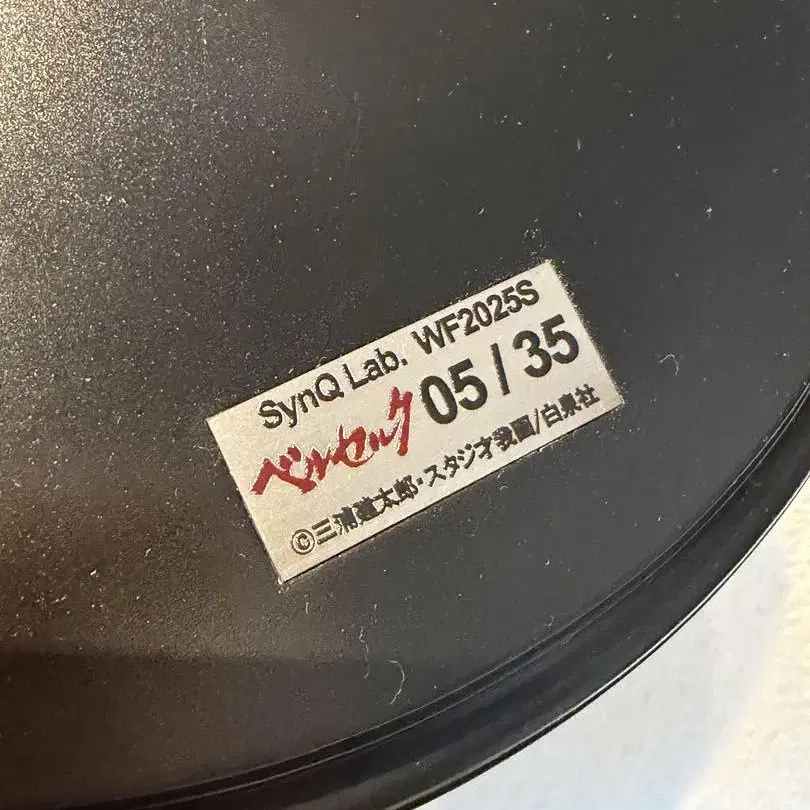 SynQ Lab. WF2025S
ベルセルク 05/35
©三浦建太郎・スタジオ我画/白泉社